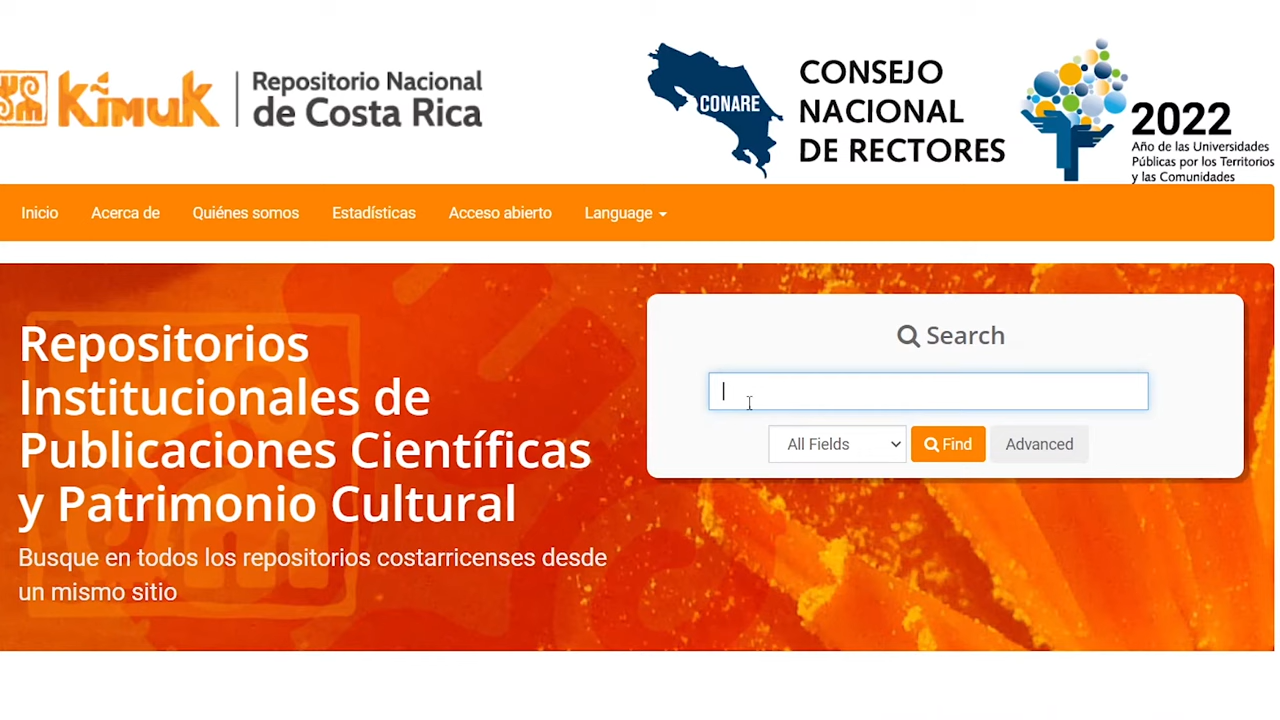 Kímuk
Repositorio Nacional
de Costa Rica
CONARE
CONSEJO
NACIONAL
DE RECTORES
2022
Año de las Universidades
Públicas por los Territorios
y las Comunidades
Inicio Acerca de Quiénes somos Estadísticas Acceso abierto Language
Repositorios
Institucionales de
Publicaciones Científicas
y Patrimonio Cultural
Busque en todos los repositorios costarricenses desde
un mismo sitio
Search
All Fields Find Advanced